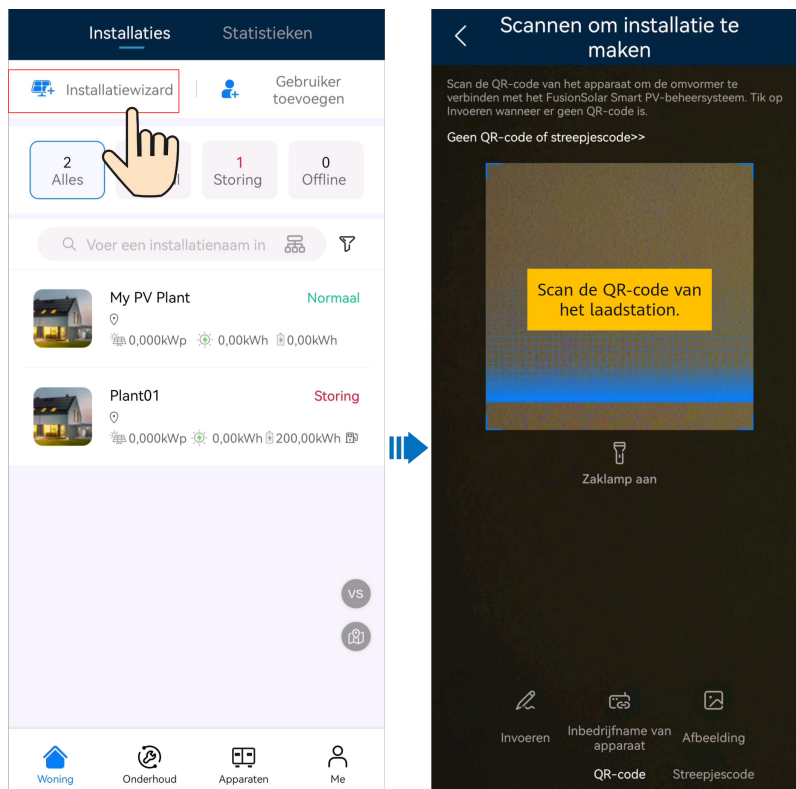 Installaties
Statistieken
Installatiewizard
Gebruiker
toevoegen
2
Alles
1
Storing
0
Offline
Voer een installatienaam in
My PV Plant
Normaal
0,000kWp
0,00kWh
0,00kWh
Plant01
Storing
0,000kWp
0,00kWh
200,00kWh
VS
Woning
Onderhoud
Apparaten
Me
Scannen om installatie te
maken
Scan de QR-code van het apparaat om de omvormer te
verbinden met het FusionSolar Smart PV-beheersysteem. Tik op
Invoeren wanneer er geen QR-code is.
Geen QR-code of streepjescode>>
Scan de QR-code van
het laadstation.
Zaklamp aan
Invoeren
Inbedrijfname van
apparaat
Afbeelding
QR-code
Streepjescode